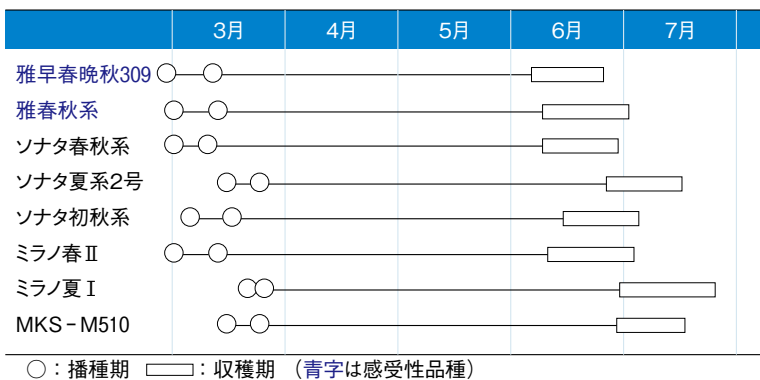 3月 4月 5月 6月 7月
雅早春晩秋309
雅春秋系
ソナタ春秋系
ソナタ夏系2号
ソナタ初秋系
ミラノ春Ⅱ
ミラノ夏Ⅰ
MKS-M510
○：播種期 ▭：収穫期 （青字は感受性品種）